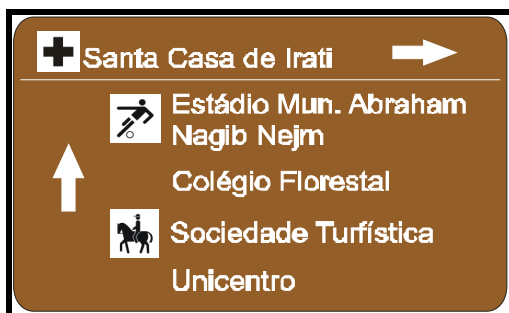 Santa Casa de Irati
Estádio Mun. Abraham
Nagib Nejm
Colégio Florestal
Sociedade Turfística
Unicentro